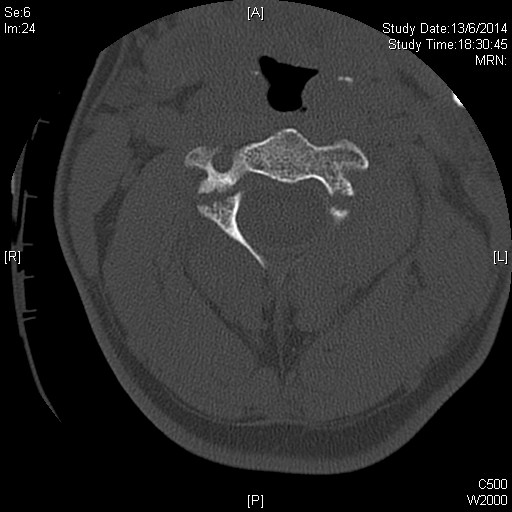 Se:6
Im:24
[A]
Study Date:13/6/2014
Study Time:18:30:45
MRN:
[R]
[L]
[P]
C500
W2000